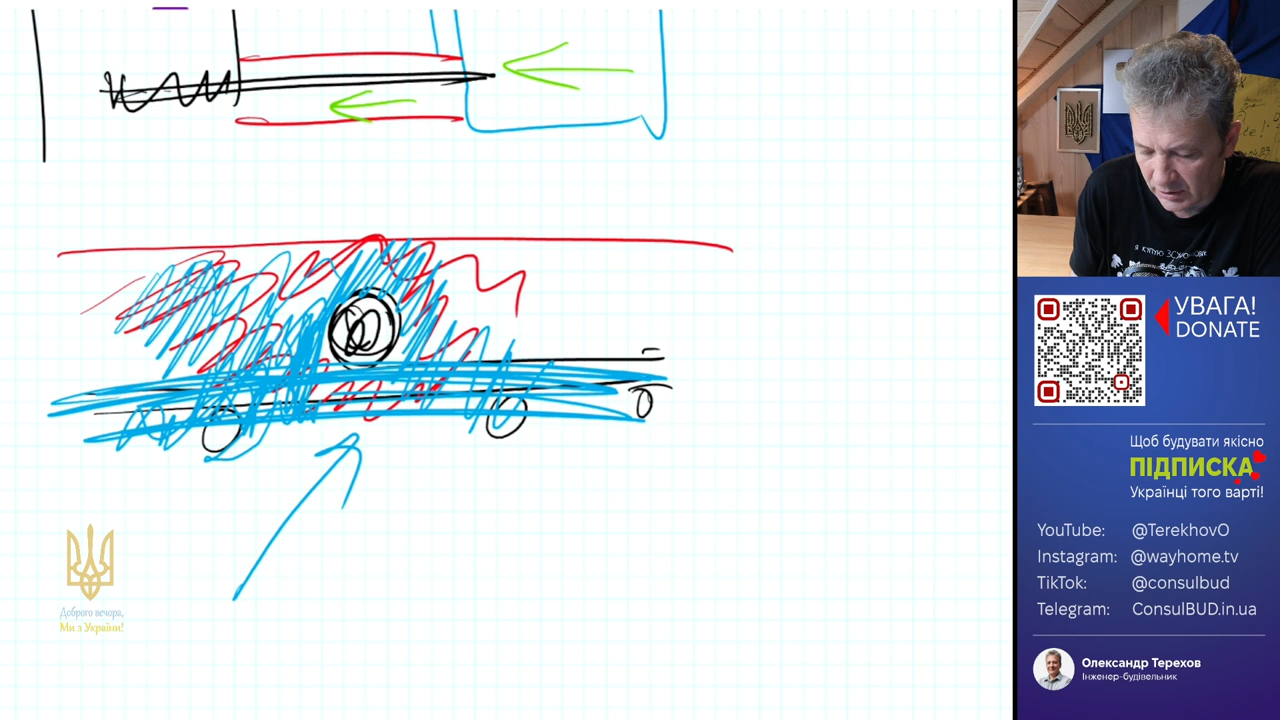 УВАГА!
DONATE
Щоб будувати якісно
ПІДПИСКА
Українці того варті!
YouTube: @TerekhovO
Instagram: @wayhome.tv
TikTok: @consulbud
Telegram: ConsulBUD.in.ua
Олександр Терехов
Інженер-будівельник
Доброго вечора,
Ми з України!